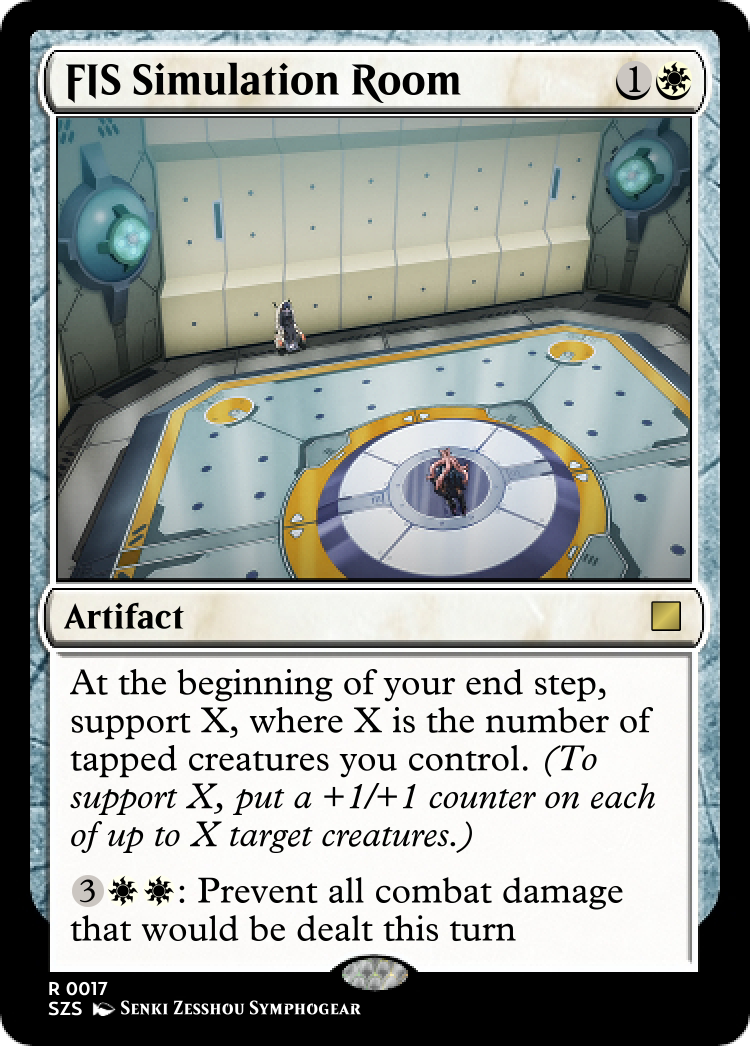 FIS Simulation Room 1
Artifact
At the beginning of your end step,
support X, where X is the number of
tapped creatures you control. (To
support X, put a +1/+1 counter on each
of up to X target creatures.)
3 : Prevent all combat damage
that would be dealt this turn
R 0017
SZS Senki Zesshou Symphogear